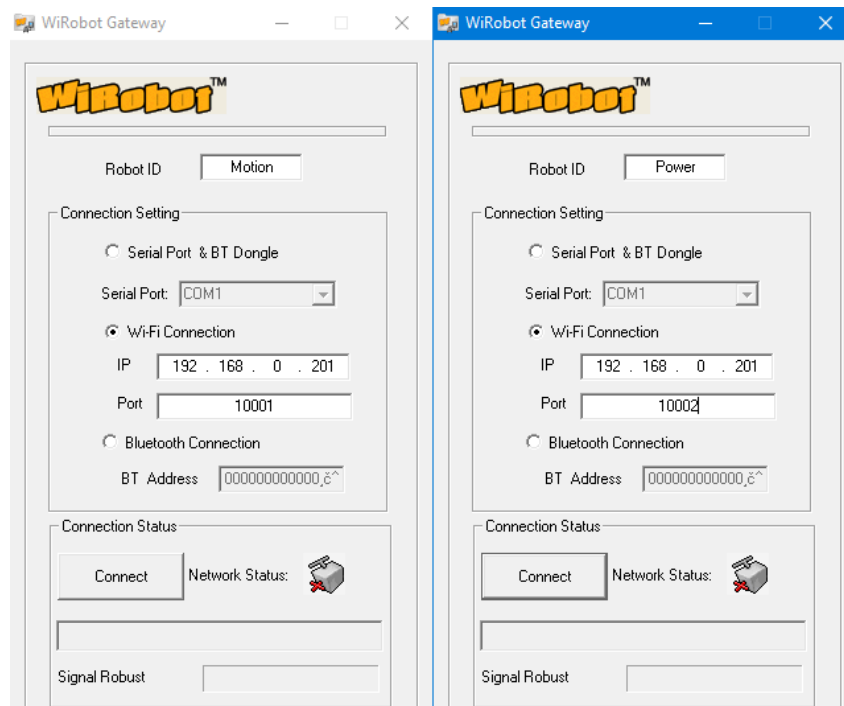 WiRobot Gateway
WiRobot™
Robot ID Motion
Connection Setting
Serial Port & BT Dongle
Serial Port: COM1
Wi-Fi Connection
IP 192 . 168 . 0 . 201
Port 10001
Bluetooth Connection
BT Address 000000000000,č^
Connection Status
Connect Network Status:
Signal Robust
WiRobot Gateway
WiRobot™
Robot ID Power
Connection Setting
Serial Port & BT Dongle
Serial Port: COM1
Wi-Fi Connection
IP 192 . 168 . 0 . 201
Port 10002
Bluetooth Connection
BT Address 000000000000,č^
Connection Status
Connect Network Status:
Signal Robust